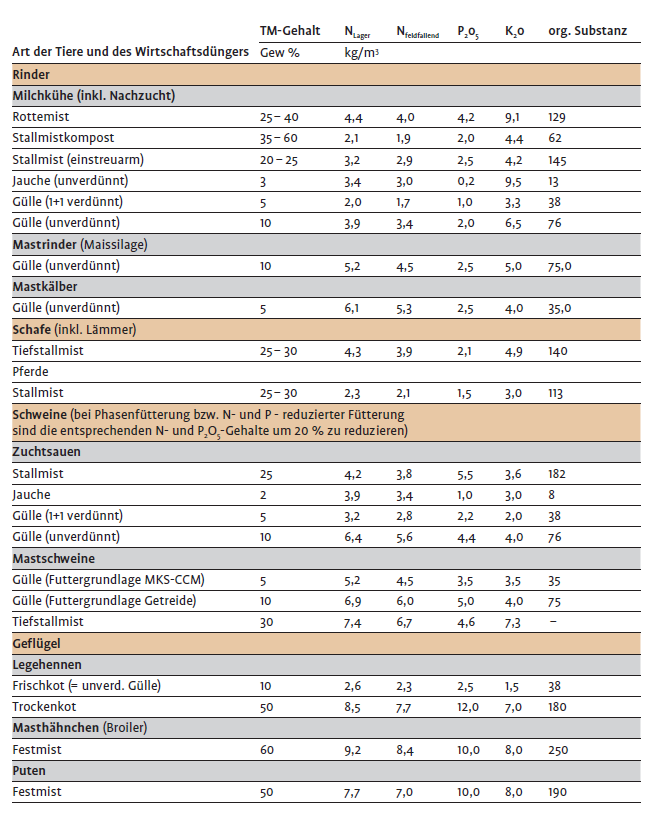 TM-Gehalt N Lager N feldfallend P₂O₅ K₂O org. Substanz
Art der Tiere und des Wirtschaftsdüngers Gew % kg/m³
Rinder
Milchkühe (inkl. Nachzucht)
Rottemist 25 – 40 4,4 4,0 4,2 9,1 129
Stallmistkompost 35 – 60 2,1 1,9 2,0 4,4 62
Stallmist (einstreuarm) 20 – 25 3,2 2,9 2,5 4,2 145
Jauche (unverdünnt) 3 3,4 3,0 0,2 9,5 13
Gülle (1+1 verdünnt) 5 2,0 1,7 1,0 3,3 38
Gülle (unverdünnt) 10 3,9 3,4 2,0 6,5 76
Mastrinder (Maissilage)
Gülle (unverdünnt) 10 5,2 4,5 2,5 5,0 75,0
Mastkälber
Gülle (unverdünnt) 5 6,1 5,3 2,5 4,0 35,0
Schafe (inkl. Lämmer)
Tiefstallmist 25 – 30 4,3 3,9 2,1 4,9 140
Pferde
Stallmist 25 – 30 2,3 2,1 1,5 3,0 113
Schweine (bei Phasenfütterung bzw. N- und P - reduzierter Fütterung
sind die entsprechenden N- und P₂O₅-Gehalte um 20 % zu reduzieren)
Zuchtsauen
Stallmist 25 4,2 3,8 5,5 3,6 182
Jauche 2 3,9 3,4 1,0 3,0 8
Gülle (1+1 verdünnt) 5 3,2 2,8 2,2 2,0 38
Gülle (unverdünnt) 10 6,4 5,6 4,4 4,0 76
Mastschweine
Gülle (Futtergrundlage MKS-CCM) 5 5,2 4,5 3,5 3,5 35
Gülle (Futtergrundlage Getreide) 10 6,9 6,0 5,0 4,0 75
Tiefstallmist 30 7,4 6,7 4,6 7,3 –
Geflügel
Legehennen
Frischkot (= unverd. Gülle) 10 2,6 2,3 2,5 1,5 38
Trockenkot 50 8,5 7,7 12,0 7,0 180
Masthähnchen (Broiler)
Festmist 60 9,2 8,4 10,0 8,0 250
Puten
Festmist 50 7,7 7,0 10,0 8,0 190